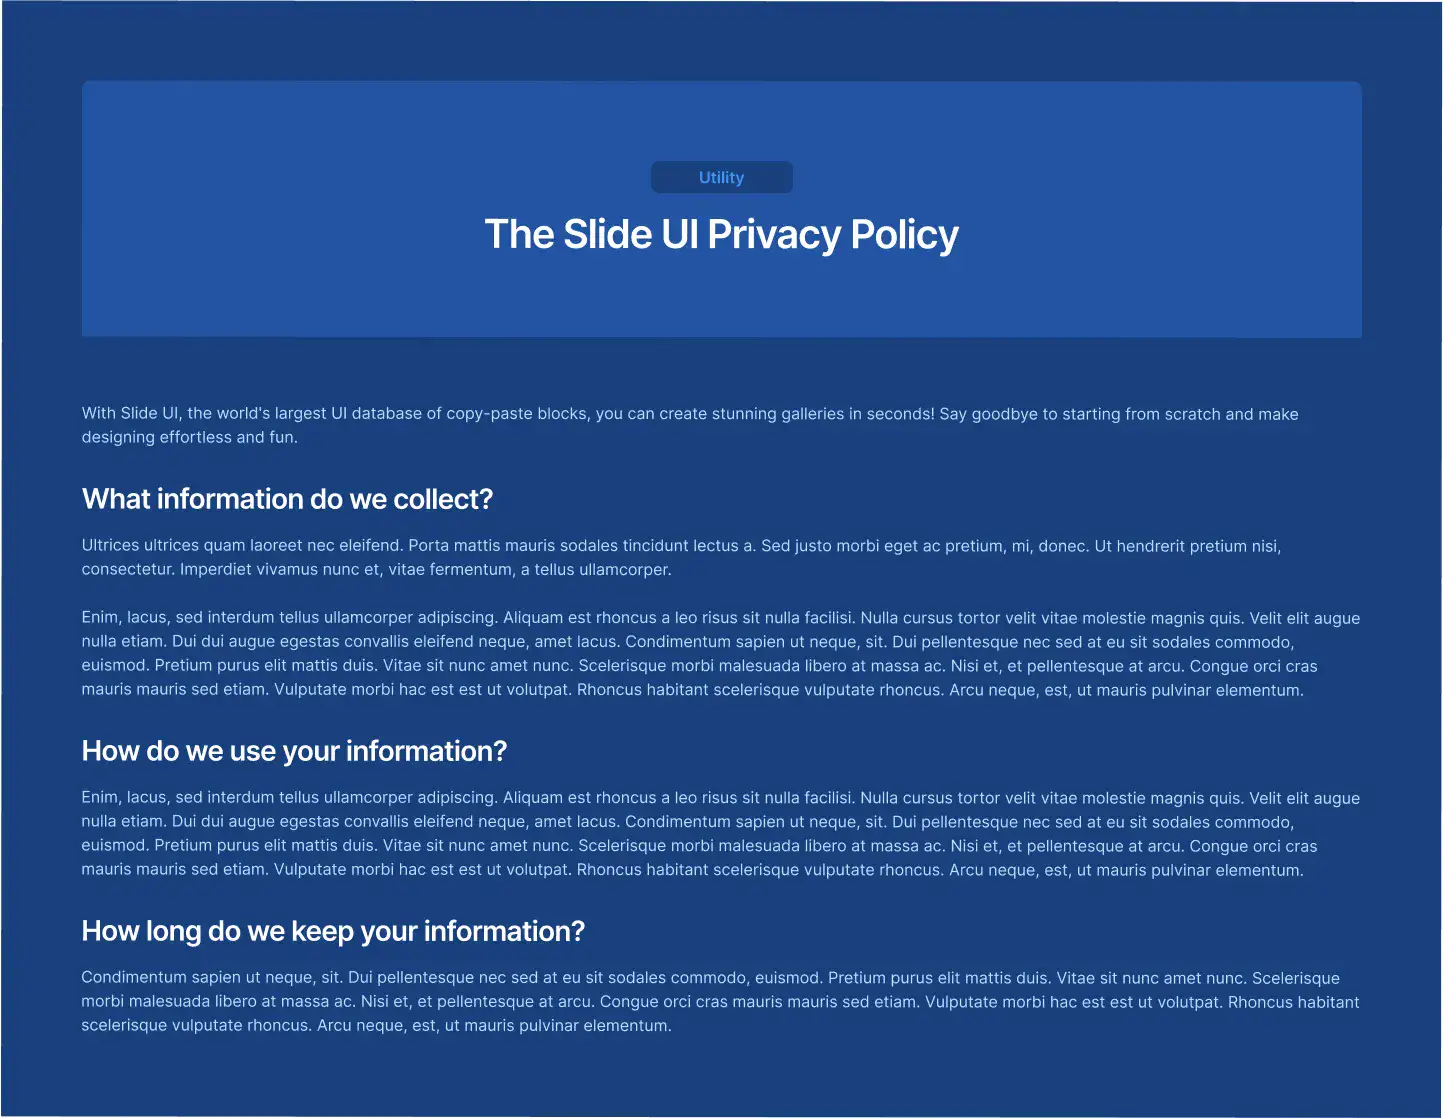 Utility
The Slide UI Privacy Policy
With Slide UI, the world's largest UI database of copy-paste blocks, you can create stunning galleries in seconds! Say goodbye to starting from scratch and make
designing effortless and fun.
What information do we collect?
Ultrices ultrices quam laoreet nec eleifend. Porta mattis mauris sodales tincidunt lectus a. Sed justo morbi eget ac pretium, mi, donec. Ut hendrerit pretium nisi,
consectetur. Imperdiet vivamus nunc et, vitae fermentum, a tellus ullamcorper.
Enim, lacus, sed interdum tellus ullamcorper adipiscing. Aliquam est rhoncus a leo risus sit nulla facilisi. Nulla cursus tortor velit vitae molestie magnis quis. Velit elit augue
nulla etiam. Dui dui augue egestas convallis eleifend neque, amet lacus. Condimentum sapien ut neque, sit. Dui pellentesque nec sed at eu sit sodales commodo,
euismod. Pretium purus elit mattis duis. Vitae sit nunc amet nunc. Scelerisque morbi malesuada libero at massa ac. Nisi et, et pellentesque at arcu. Congue orci cras
mauris mauris sed etiam. Vulputate morbi hac est est ut volutpat. Rhoncus habitant scelerisque vulputate rhoncus. Arcu neque, est, ut mauris pulvinar elementum.
How do we use your information?
Enim, lacus, sed interdum tellus ullamcorper adipiscing. Aliquam est rhoncus a leo risus sit nulla facilisi. Nulla cursus tortor velit vitae molestie magnis quis. Velit elit augue
nulla etiam. Dui dui augue egestas convallis eleifend neque, amet lacus. Condimentum sapien ut neque, sit. Dui pellentesque nec sed at eu sit sodales commodo,
euismod. Pretium purus elit mattis duis. Vitae sit nunc amet nunc. Scelerisque morbi malesuada libero at massa ac. Nisi et, et pellentesque at arcu. Congue orci cras
mauris mauris sed etiam. Vulputate morbi hac est est ut volutpat. Rhoncus habitant scelerisque vulputate rhoncus. Arcu neque, est, ut mauris pulvinar elementum.
How long do we keep your information?
Condimentum sapien ut neque, sit. Dui pellentesque nec sed at eu sit sodales commodo, euismod. Pretium purus elit mattis duis. Vitae sit nunc amet nunc. Scelerisque
morbi malesuada libero at massa ac. Nisi et, et pellentesque at arcu. Congue orci cras mauris mauris sed etiam. Vulputate morbi hac est est ut volutpat. Rhoncus habitant
scelerisque vulputate rhoncus. Arcu neque, est, ut mauris pulvinar elementum.